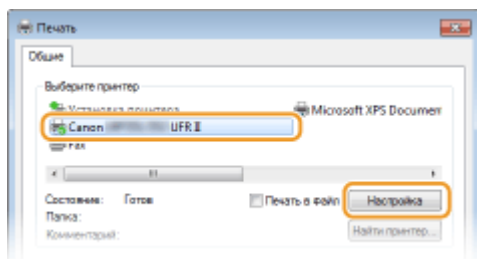 Печать
Общие
Выберите принтер
Установка принтера
Microsoft XPS Documen
Canon UFR II
Fax
Состояние: Готов
Печать в файл
Настройка
Папка:
Комментарий:
Найти принтер...